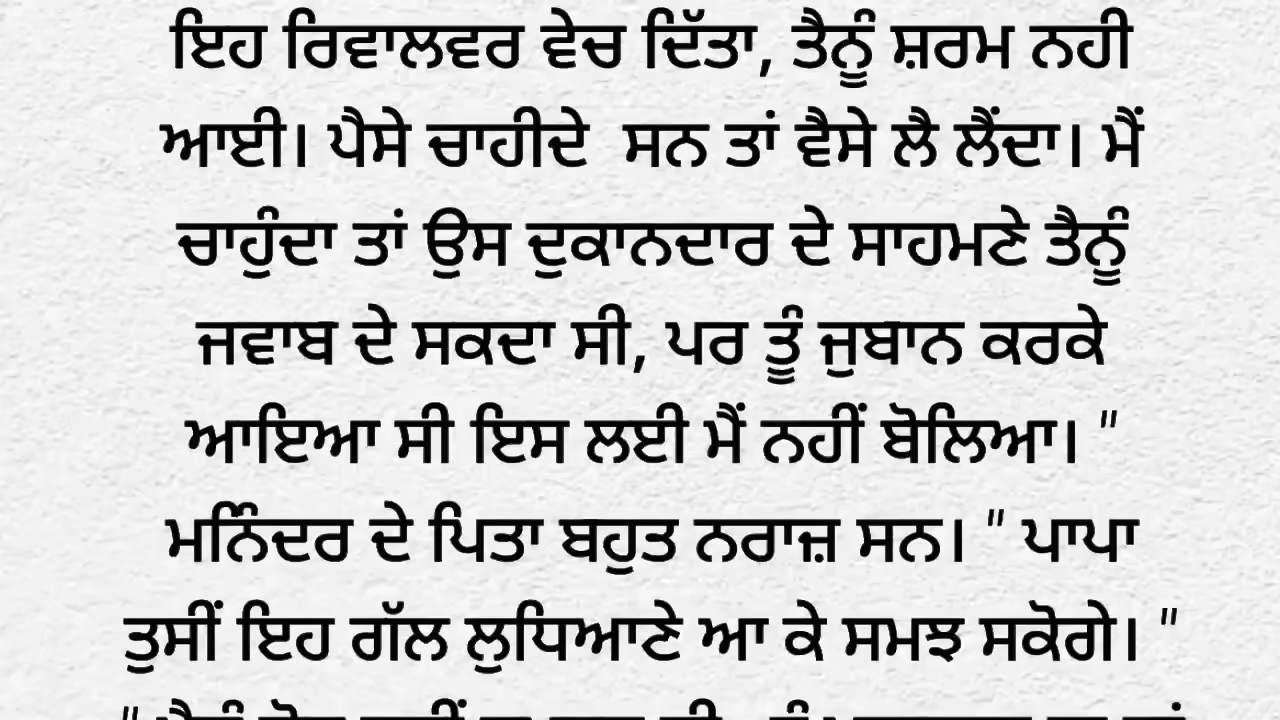 ਇਹ ਰਿਵਾਲਵਰ ਵੇਚ ਦਿੱਤਾ, ਤੈਨੂੰ ਸ਼ਰਮ ਨਹੀ
ਆਈ। ਪੈਸੇ ਚਾਹੀਦੇ ਸਨ ਤਾਂ ਵੈਸੇ ਲੈ ਲੈਂਦਾ। ਮੈਂ
ਚਾਹੁੰਦਾ ਤਾਂ ਉਸ ਦੁਕਾਨਦਾਰ ਦੇ ਸਾਹਮਣੇ ਤੈਨੂੰ
ਜਵਾਬ ਦੇ ਸਕਦਾ ਸੀ, ਪਰ ਤੂੰ ਜੁਬਾਨ ਕਰਕੇ
ਆਇਆ ਸੀ ਇਸ ਲਈ ਮੈਂ ਨਹੀਂ ਬੋਲਿਆ। "
ਮਨਿੰਦਰ ਦੇ ਪਿਤਾ ਬਹੁਤ ਨਰਾਜ਼ ਸਨ। " ਪਾਪਾ
ਤੁਸੀਂ ਇਹ ਗੱਲ ਲੁਧਿਆਣੇ ਆ ਕੇ ਸਮਝ ਸਕੋਗੇ। "